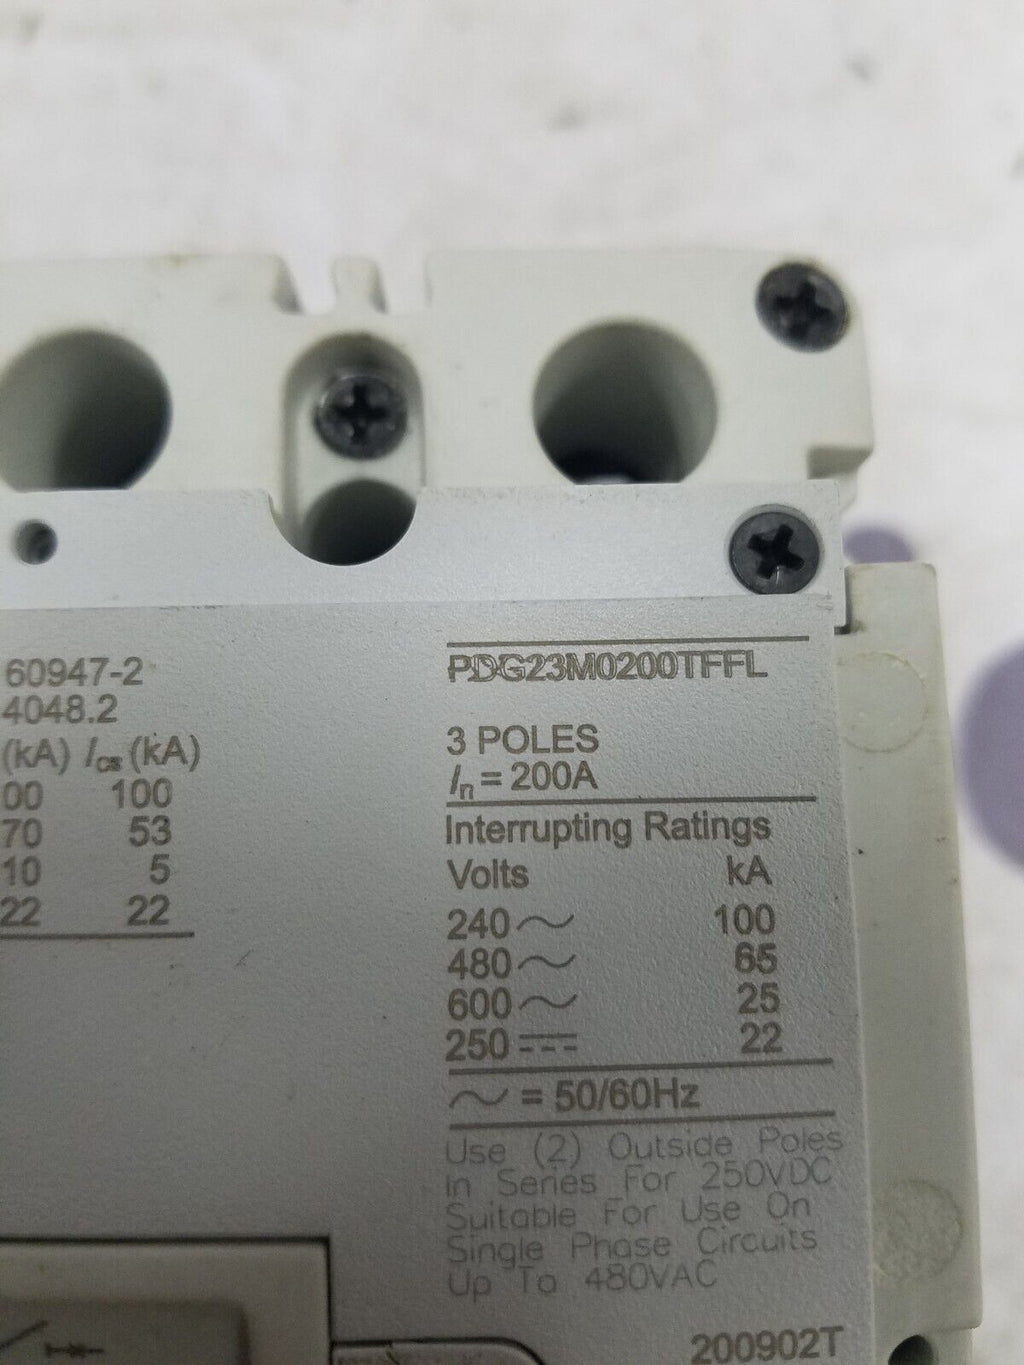 60947-2
4048.2
(kA) Ics (kA)
00 100
70 53
10 5
22 22
PDG23M0200TFFL
3 POLES
In = 200A
Interrupting Ratings
Volts kA
240 ~ 100
480 ~ 65
600 ~ 25
250 ⎓ 22
~ = 50/60Hz
Use (2) Outside Poles
In Series For 250VDC
Suitable For Use On
Single Phase Circuits
Up To 480VAC
200902T